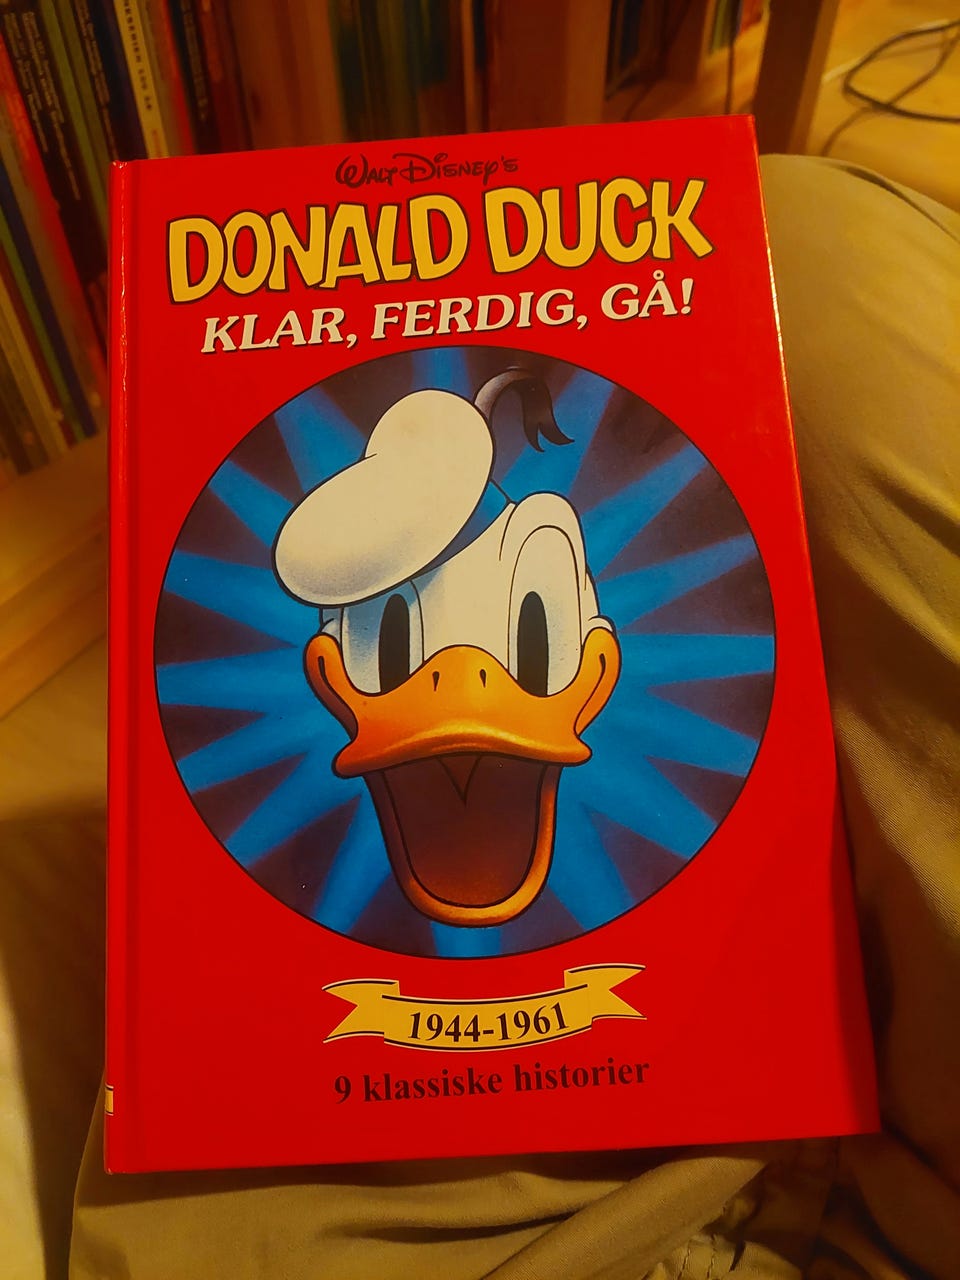 WALT DISNEY'S
DONALD DUCK
KLAR, FERDIG, GÅ!
1944-1961
9 klassiske historier